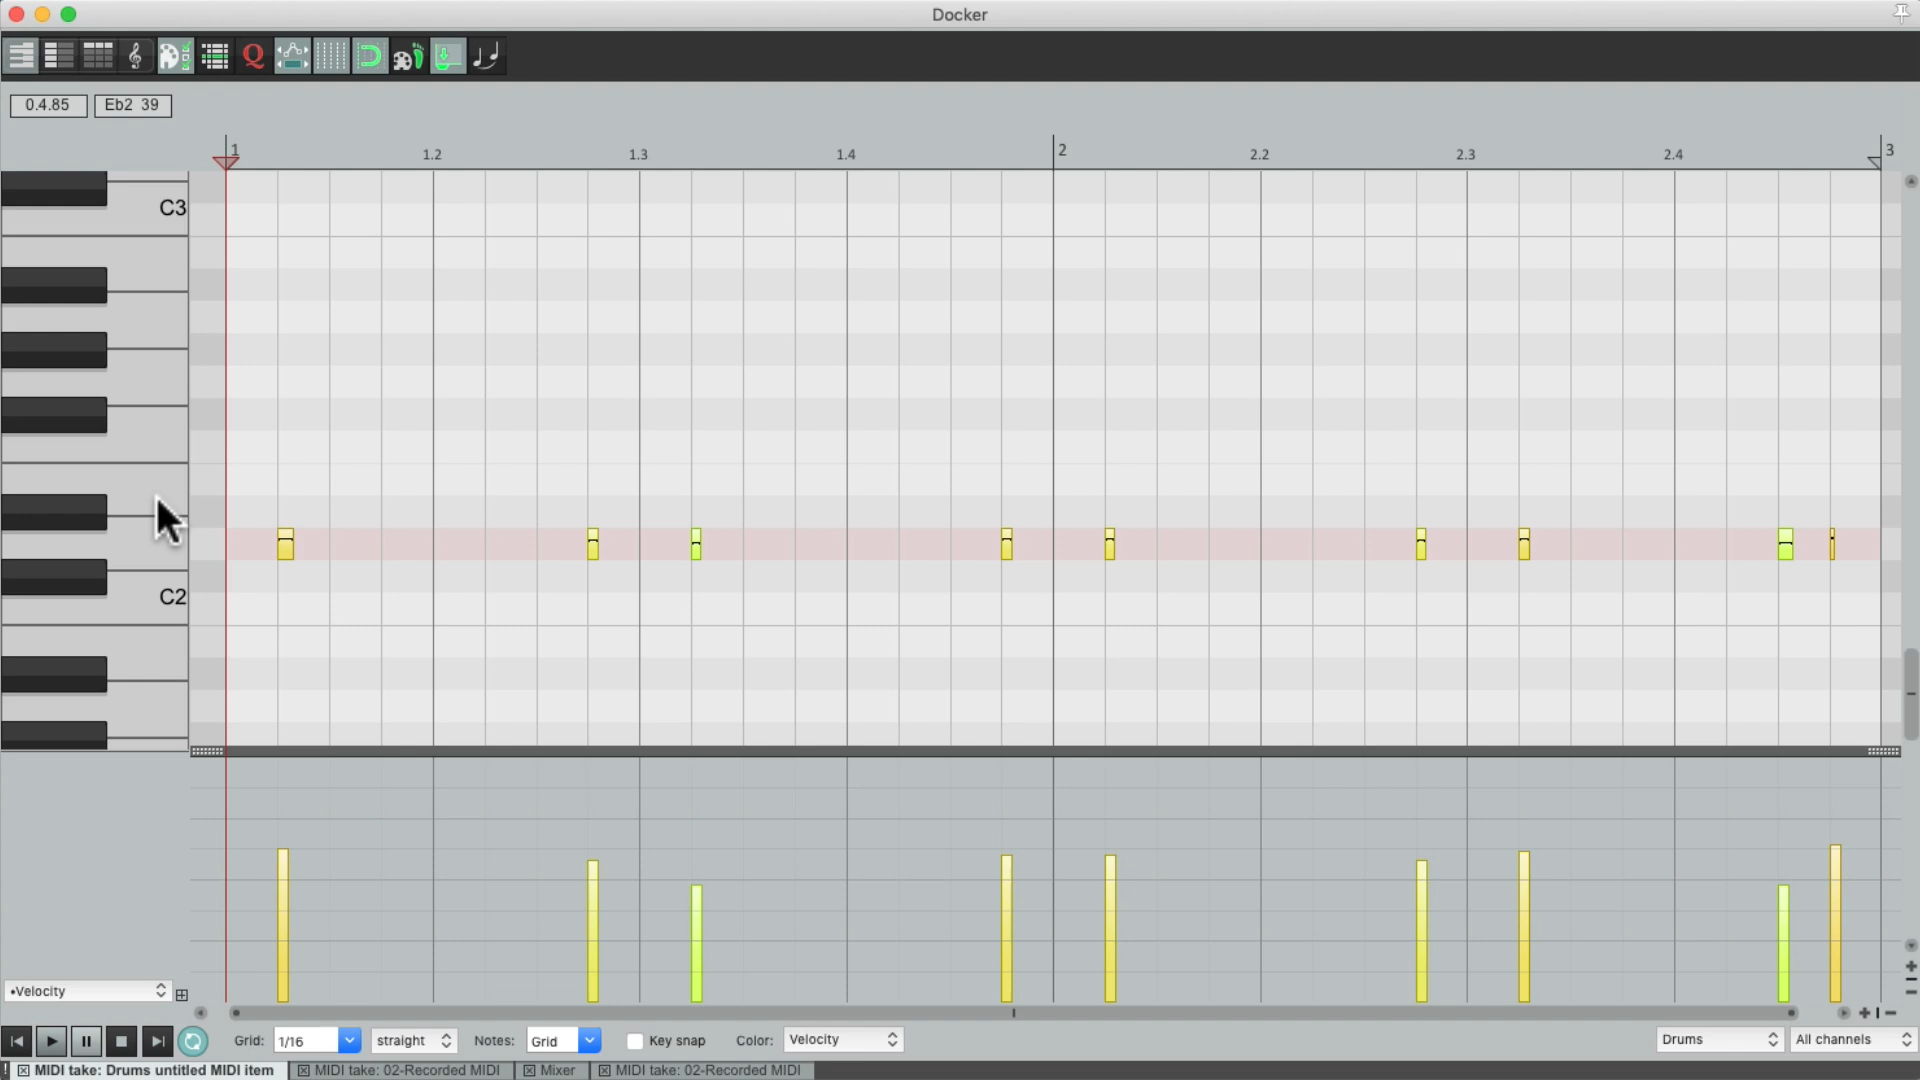 Docker
Q
0.4.85 Eb2 39
1 1.2 1.3 1.4 2 2.2 2.3 2.4 3
C3
C2
•Velocity
Grid: 1/16 straight Notes: Grid Key snap Color: Velocity Drums All channels
! MIDI take: Drums untitled MIDI item MIDI take: 02-Recorded MIDI Mixer MIDI take: 02-Recorded MIDI